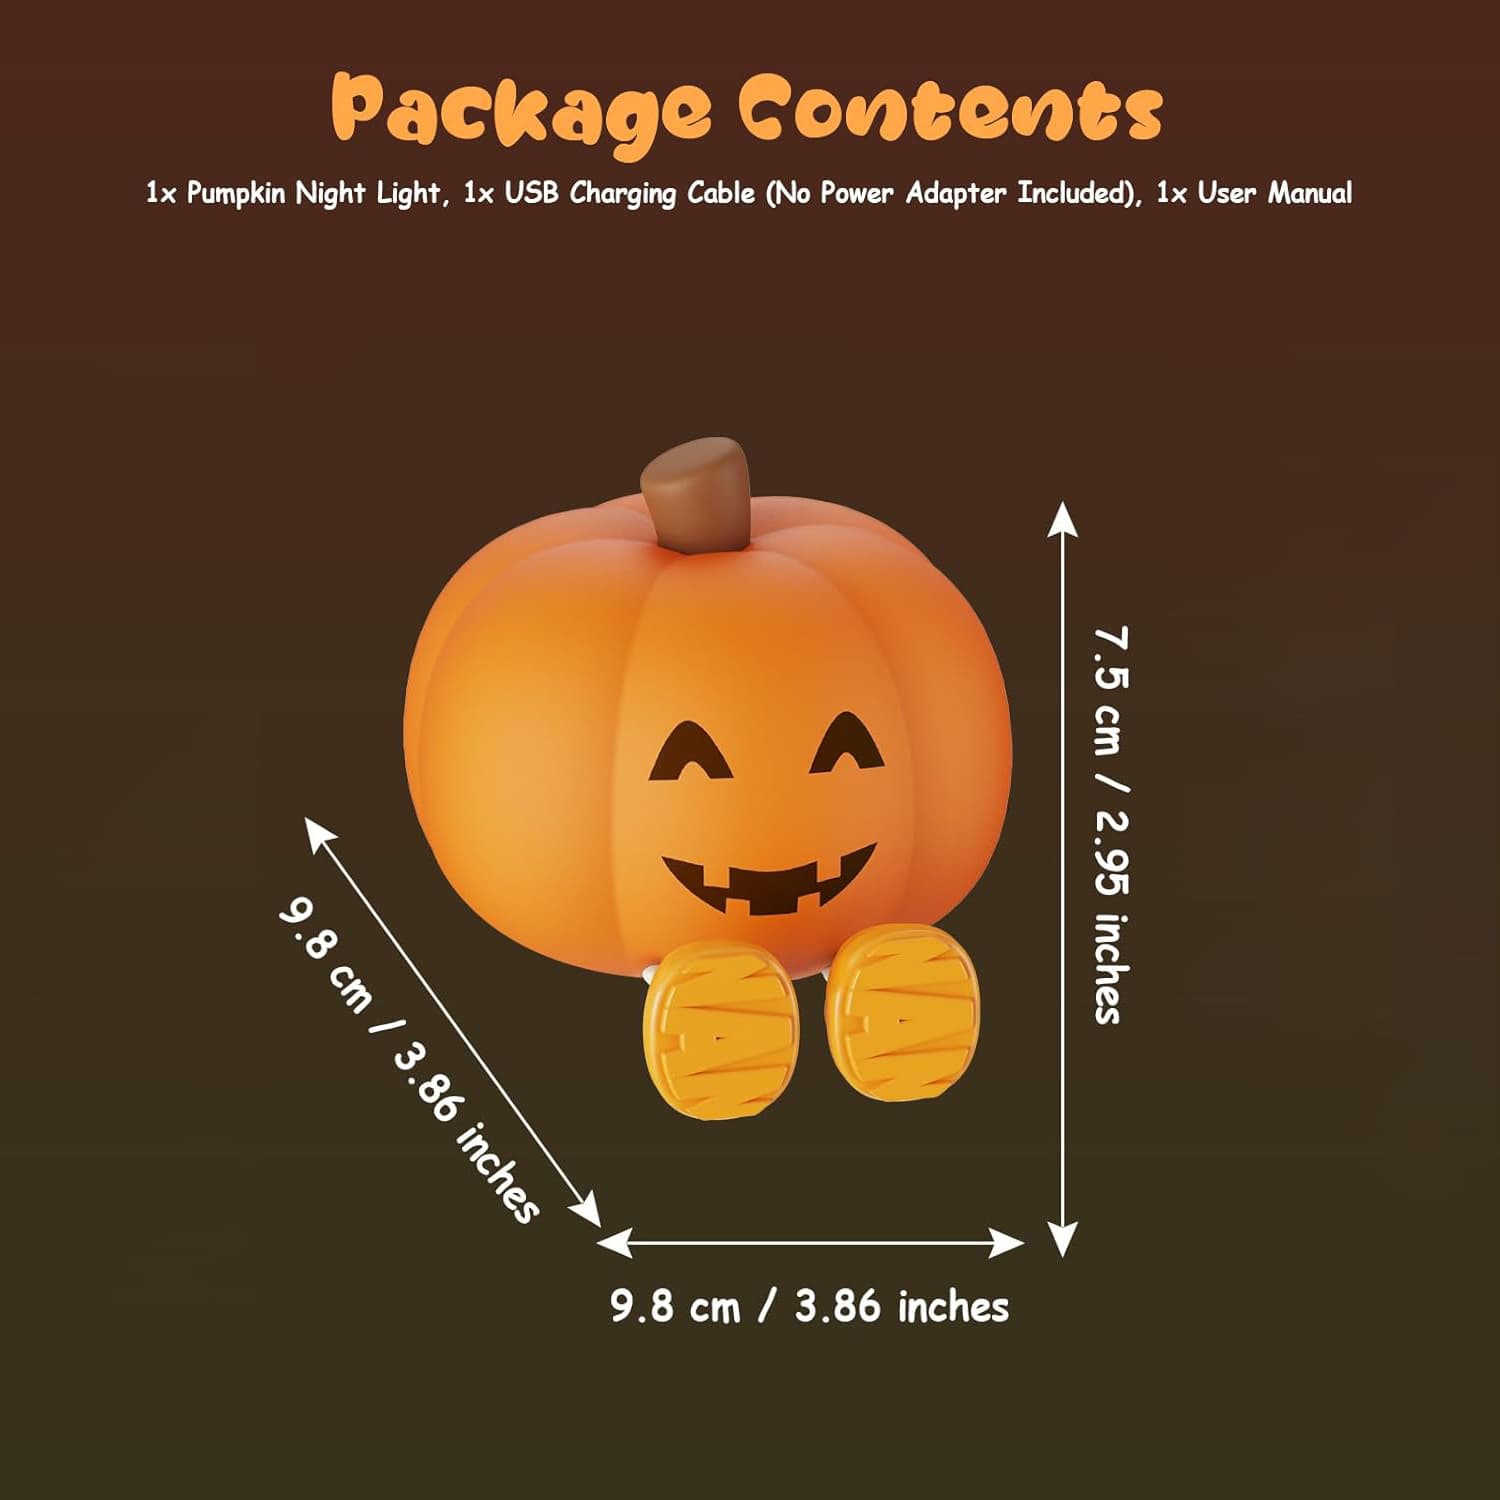 Package Contents
1x Pumpkin Night Light, 1x USB Charging Cable (No Power Adapter Included), 1x User Manual
7.5 cm / 2.95 inches
9.8 cm / 3.86 inches
9.8 cm / 3.86 inches